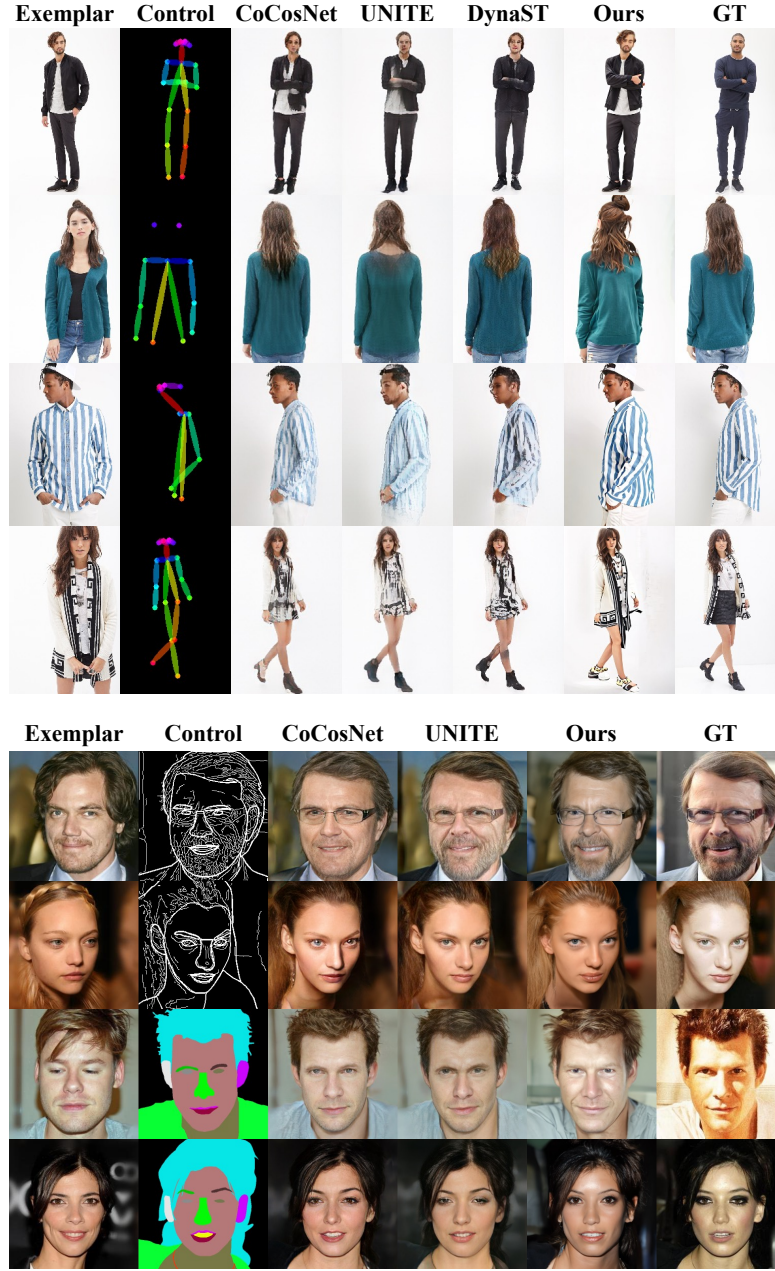 Exemplar Control CoCosNet UNITE DynaST Ours GT
Exemplar Control CoCosNet UNITE Ours GT